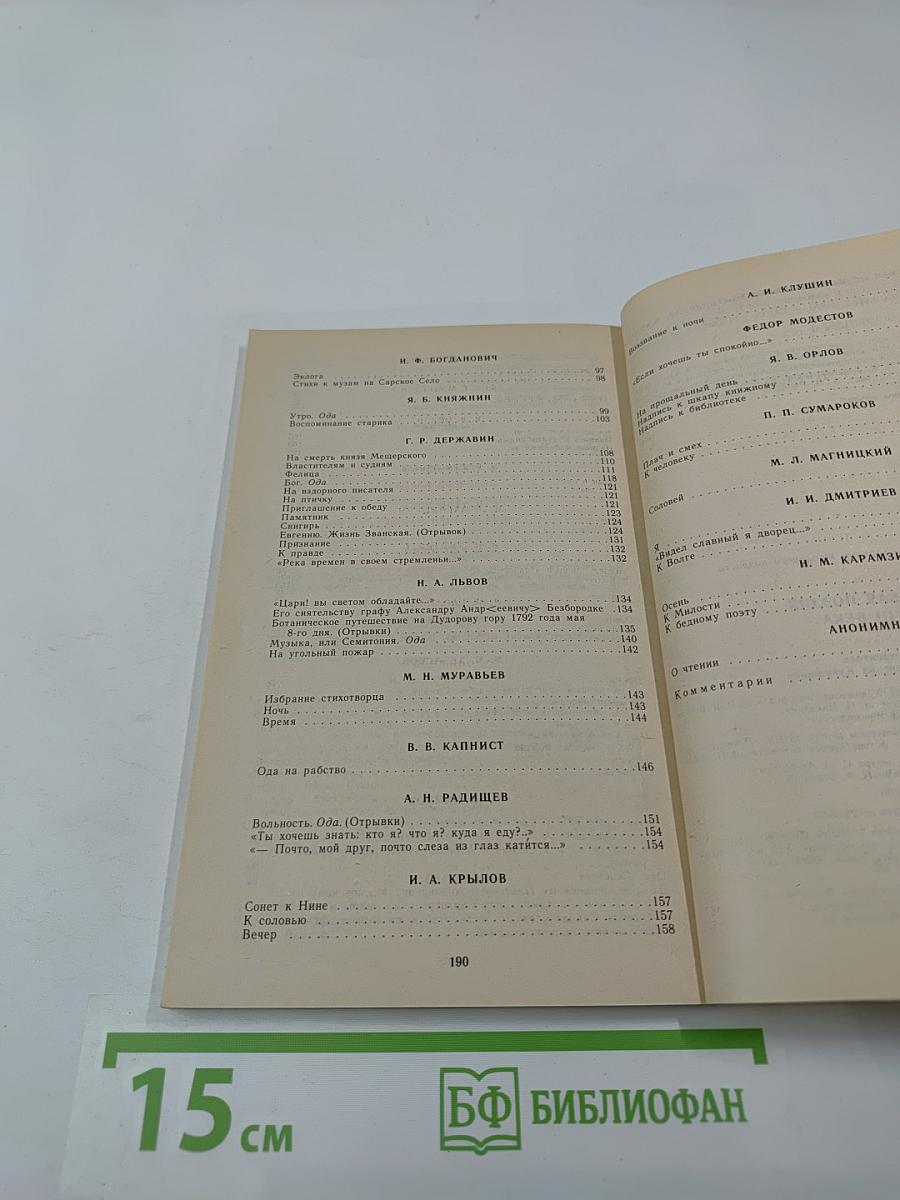 И. Ф. БОГДАНОВИЧ
Эклога . . . 97
Стихи к музам на Сарское Село . . . 98
Я. Б. КНЯЖНИН
Утро. Ода . . . 99
Воспоминание старика . . . 103
Г. Р. ДЕРЖАВИН
На смерть князя Мещерского . . . 108
Властителям и судиям . . . 110
Фелица . . . 111
Бог. Ода . . . 118
На вздорного писателя . . . 121
На птичку . . . 121
Приглашение к обеду . . . 121
Памятник . . . 123
Снигирь . . . 124
Евгению. Жизнь Званская. (Отрывок) . . . 124
Признание . . . 131
К правде . . . 132
«Река времен в своем стремленьи...» . . . 132
Н. А. ЛЬВОВ
«Цари! вы светом обладайте...» . . . 134
Его сиятельству графу Александру Андр<еевичу> Безбородке . 134
Ботаническое путешествие на Дудорову гору 1792 года мая
8-го дня. (Отрывки) . . . 135
Музыка, или Семитония. Ода . . . 140
На угольный пожар . . . 142
М. Н. МУРАВЬЕВ
Избрание стихотворца . . . 143
Ночь . . . 143
Время . . . 144
В. В. КАПНИСТ
Ода на рабство . . . 146
А. Н. РАДИЩЕВ
Вольность. Ода. (Отрывки) . . . 151
«Ты хочешь знать: кто я? что я? куда я еду?..» . . . 154
«— Почто, мой друг, почто слеза из глаз катится...» . . . 154
И. А. КРЫЛОВ
Сонет к Нине . . . 157
К соловью . . . 157
Вечер . . . 158
190
А. И. КЛУШИН
Воззвание к ночи . . .
ФЕДОР МОДЕСТОВ
«Если хочешь ты спокойно...» . . .
Я. В. ОРЛОВ
На прощальный день . . .
Надпись к шкапу книжному . . .
Надпись к библиотеке . . .
П. П. СУМАРОКОВ
Плач и смех . . .
К человеку . . .
М. Л. МАГНИЦКИЙ
Соловей . . .
И. И. ДМИТРИЕВ
Я . . .
«Видел славный я дворец...» . . .
К Волге . . .
Н. М. КАРАМЗИ
Осень . . .
К Милости . . .
К бедному поэту . . .
АНОНИМН
О чтении . . .
Комментарии . . .
15 см
БФ БИБЛИОФАН